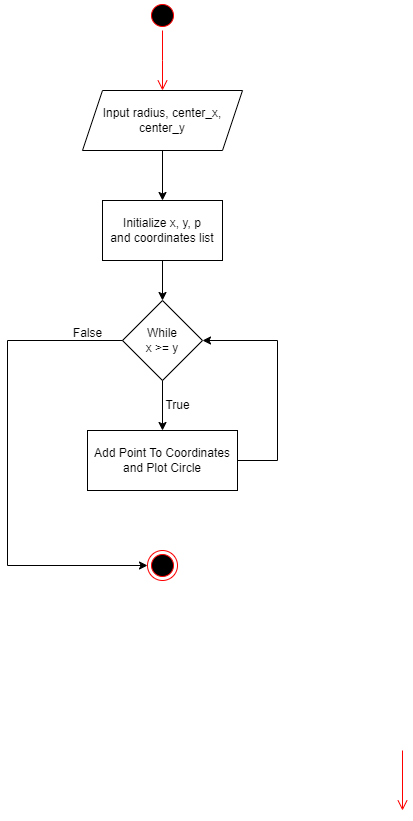 Input radius, center_x,
center_y
Initialize x, y, p
and coordinates list
False
While
x >= y
True
Add Point To Coordinates
and Plot Circle